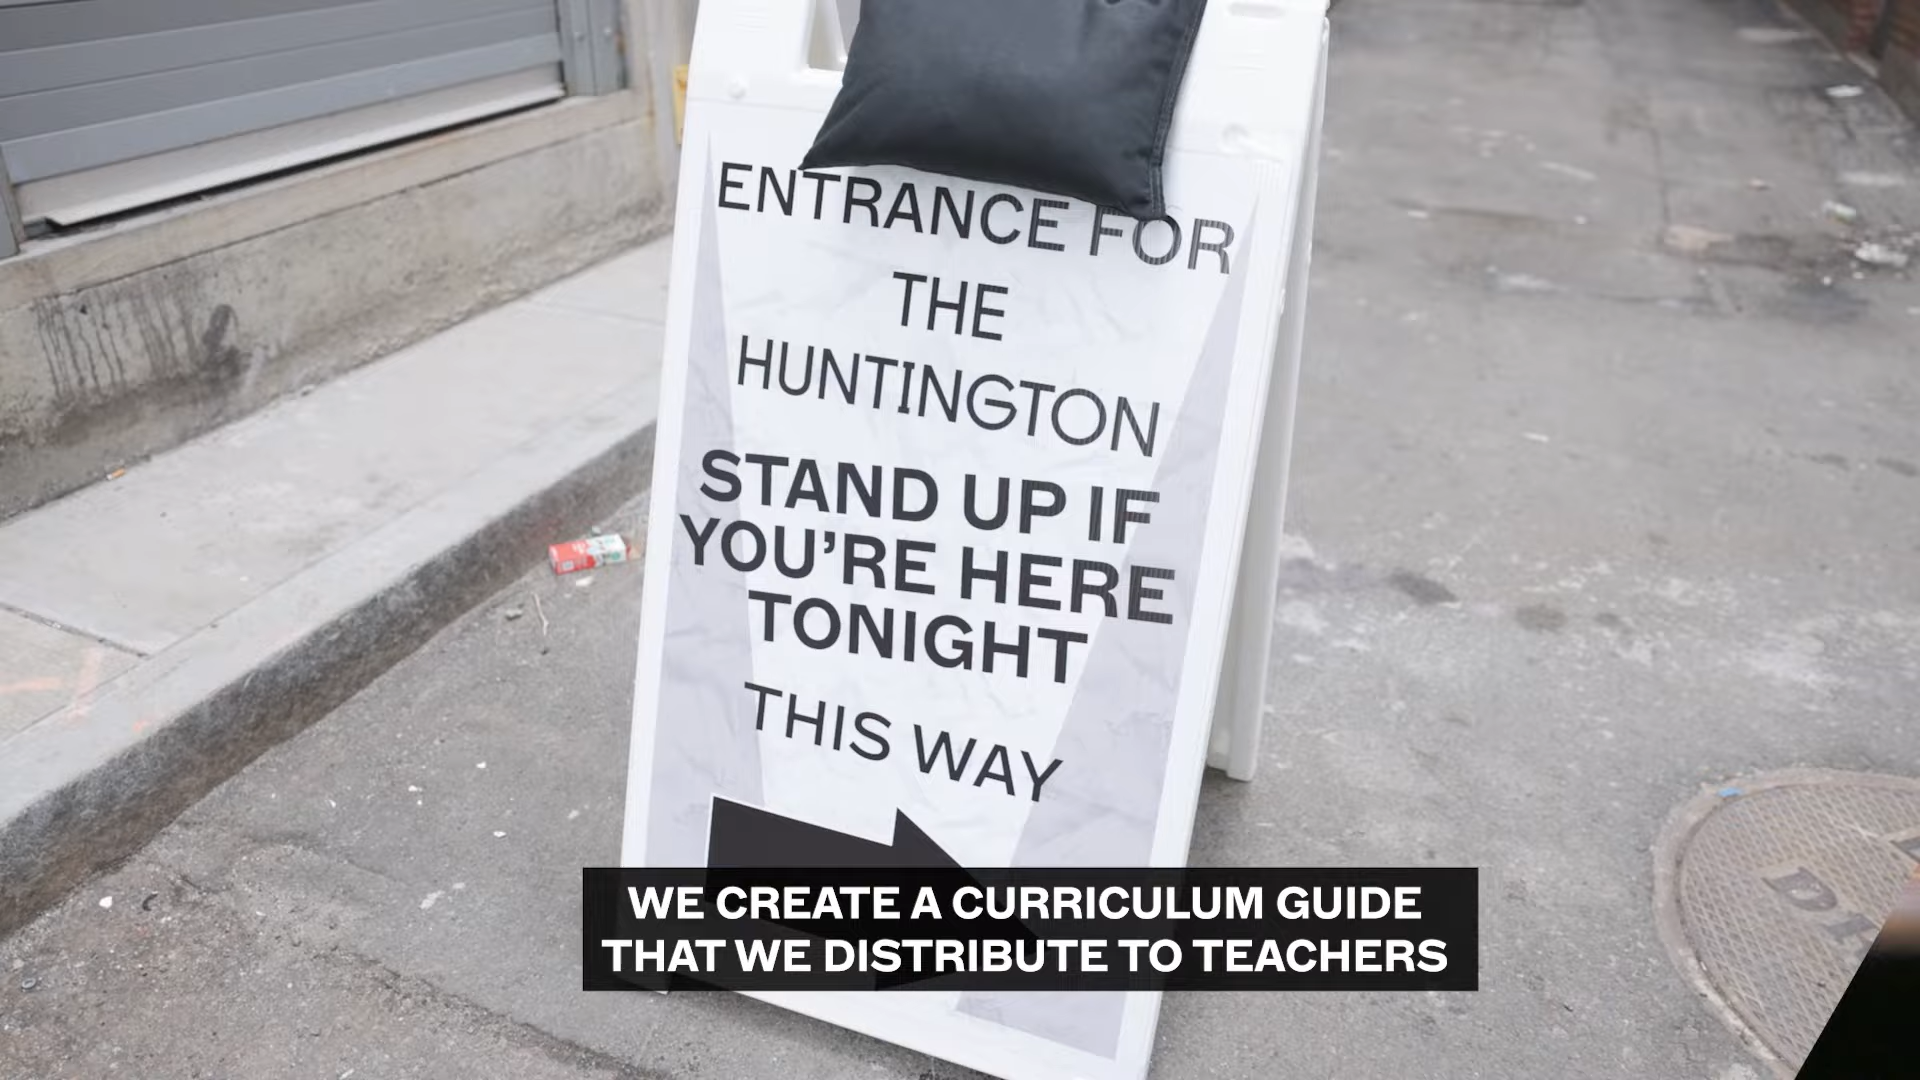 ENTRANCE FOR
THE
HUNTINGTON
STAND UP IF
YOU'RE HERE
TONIGHT
THIS WAY
WE CREATE A CURRICULUM GUIDE
THAT WE DISTRIBUTE TO TEACHERS